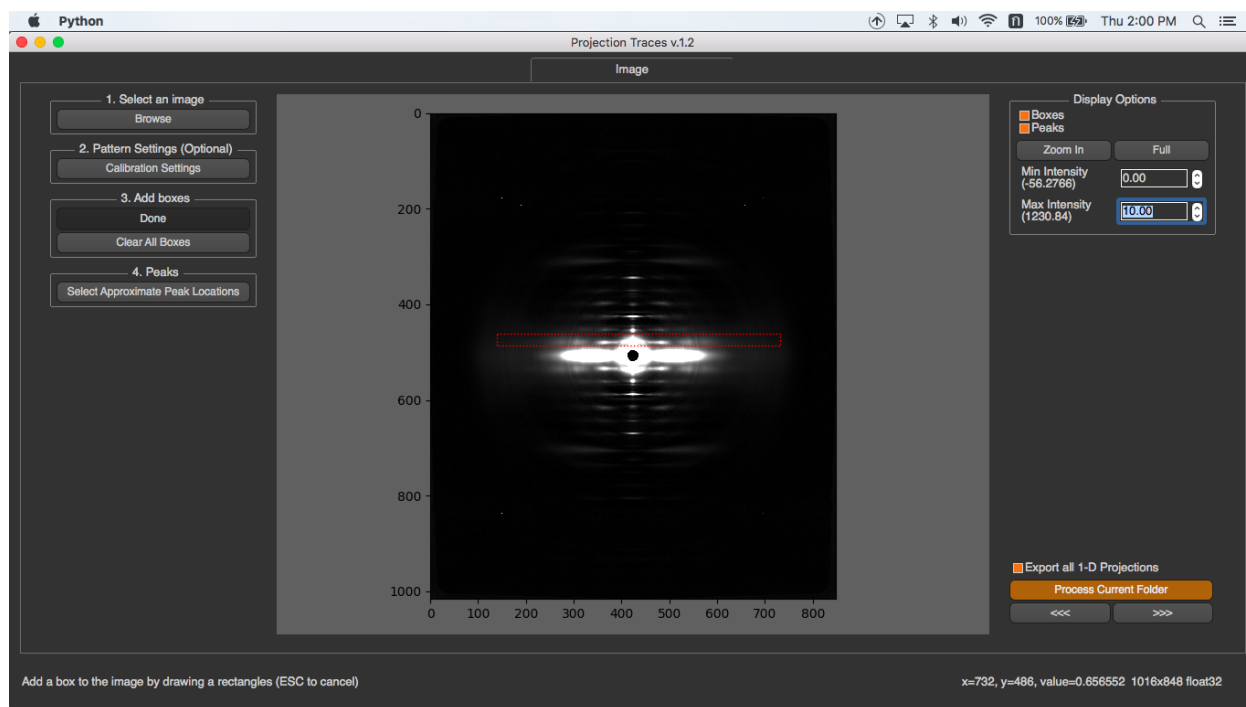 Python
100%
Thu 2:00 PM
Projection Traces v.1.2
Image
1. Select an image
Browse
2. Pattern Settings (Optional)
Calibration Settings
3. Add boxes
Done
Clear All Boxes
4. Peaks
Select Approximate Peak Locations
0
200
400
600
800
1000
0 100 200 300 400 500 600 700 800
Display Options
Boxes
Peaks
Zoom In Full
Min Intensity
(-56.2766)
0.00
Max Intensity
(1230.84)
10.00
Export all 1-D Projections
Process Current Folder
<<< >>>
Add a box to the image by drawing a rectangles (ESC to cancel)
x=732, y=486, value=0.656552 1016x848 float32